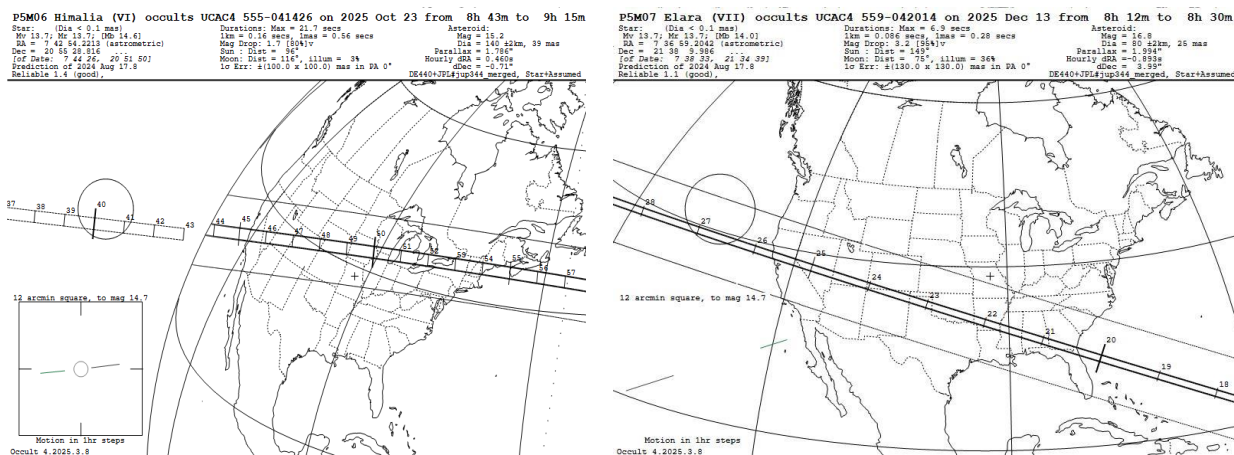 P5M06 Himalia (VI) occults UCAC4 555-041426 on 2025 Oct 23 from 8h 43m to 9h 15m
Star: (Dia < 0.1 mas)
Mv 13.7; Mr 13.7; [Mb 14.6]
RA = 7 42 54.2213 (astrometric)
Dec = 20 55 28.816 ...
[of Date: 7 44 26, 20 51 50]
Prediction of 2024 Aug 17.8
Reliable 1.4 (good),
Durations: Max = 21.7 secs
1km = 0.16 secs, 1mas = 0.56 secs
Mag Drop: 1.7 [80%]v
Sun : Dist = 96°
Moon: Dist = 116°, illum = 3%
1σ Err: ±(100.0 x 100.0) mas in PA 0°
Asteroid:
Mag = 15.2
Dia = 140 ±2km, 39 mas
Parallax = 1.786"
Hourly dRA = 0.460s
dDec = -0.71"
DE440+JPL#jup344_merged, Star+Assumed
37 38 39 40 41 42 43 44 45 46 47 48 49 50 51 52 53 54 55 56 57
12 arcmin square, to mag 14.7
Motion in 1hr steps
Occult 4.2025.3.8
P5M07 Elara (VII) occults UCAC4 559-042014 on 2025 Dec 13 from 8h 12m to 8h 30m
Star: (Dia < 0.1 mas)
Mv 13.7; Mr 13.7; [Mb 14.0]
RA = 7 36 59.2042 (astrometric)
Dec = 21 38 9.986 ...
[of Date: 7 38 33, 21 34 39]
Prediction of 2024 Aug 17.8
Reliable 1.1 (good),
Durations: Max = 6.9 secs
1km = 0.086 secs, 1mas = 0.28 secs
Mag Drop: 3.2 [95%]v
Sun : Dist = 149°
Moon: Dist = 75°, illum = 36%
1σ Err: ±(130.0 x 130.0) mas in PA 0°
Asteroid:
Mag = 16.8
Dia = 80 ±2km, 25 mas
Parallax = 1.994"
Hourly dRA =-0.893s
dDec = 3.99"
DE440+JPL#jup344_merged, Star+Assumed
28 27 26 25 24 23 22 21 20 19 18
12 arcmin square, to mag 14.7
Motion in 1hr steps
Occult 4.2025.3.8